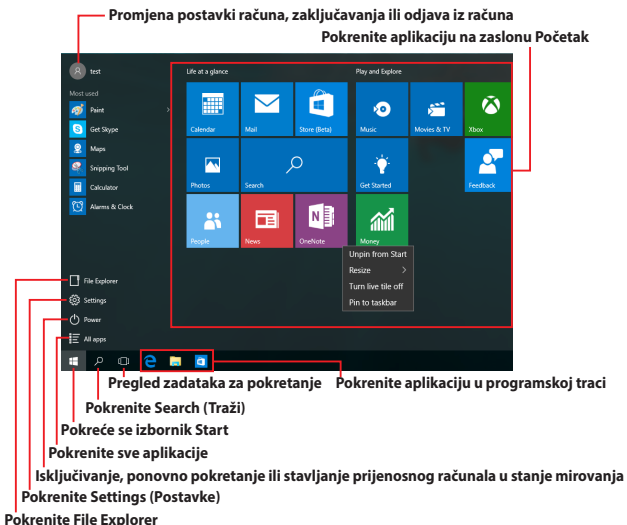 Promjena postavki računa, zaključavanja ili odjava iz računa
Pokrenite aplikaciju na zaslonu Početak
test
Life at a glance
Play and Explore
Most used
Paint
Get Skype
Maps
Snipping Tool
Calculator
Alarms & Clock
Calendar
Mail
Store (Beta)
Music
Movies & TV
Xbox
Photos
Search
Get Started
Feedback
People
News
OneNote
Money
Unpin from Start
Resize
Turn live tile off
Pin to taskbar
File Explorer
Settings
Power
All apps
Pregled zadataka za pokretanje
Pokrenite aplikaciju u programskoj traci
Pokrenite Search (Traži)
Pokreće se izbornik Start
Pokrenite sve aplikacije
Isključivanje, ponovno pokretanje ili stavljanje prijenosnog računala u stanje mirovanja
Pokrenite Settings (Postavke)
Pokrenite File Explorer